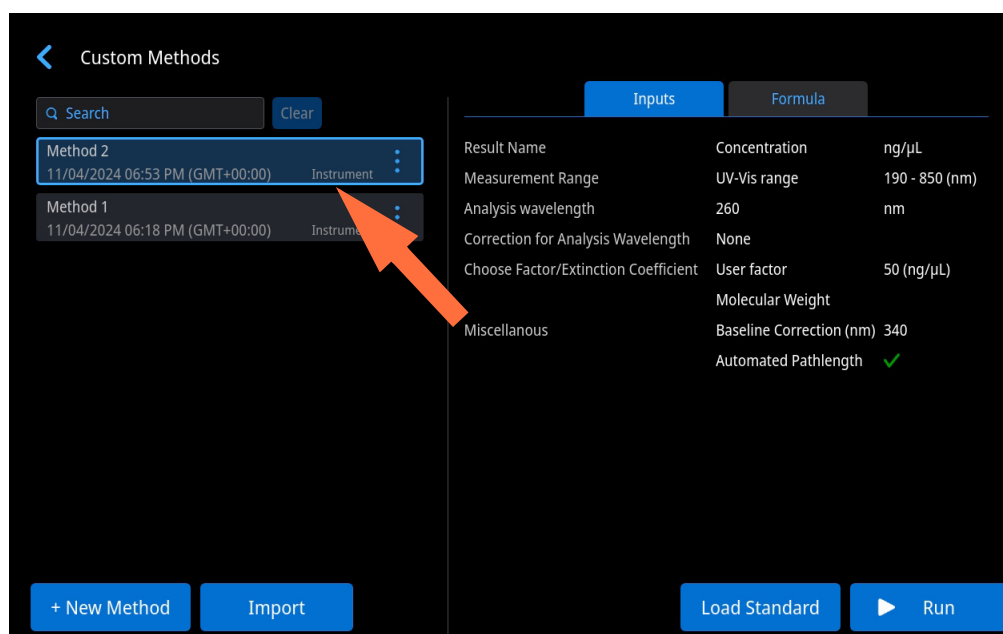 Custom Methods
Search
Clear
Method 2
11/04/2024 06:53 PM (GMT+00:00) Instrument
Method 1
11/04/2024 06:18 PM (GMT+00:00)
Inputs Formula
Result Name Concentration ng/µL
Measurement Range UV-Vis range 190 - 850 (nm)
Analysis wavelength 260 nm
Correction for Analysis Wavelength None
Choose Factor/Extinction Coefficient User factor 50 (ng/µL)
Molecular Weight
Miscellanous Baseline Correction (nm) 340
Automated Pathlength
+ New Method Import
Load Standard Run